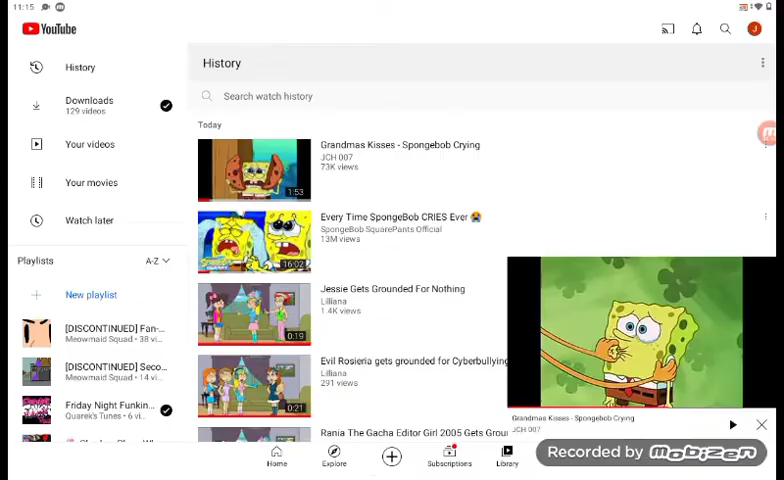 11:15
YouTube
J
History
Downloads
129 videos
Your videos
Your movies
Watch later
Playlists
A-Z
New playlist
[DISCONTINUED] Fan-...
Meowmaid Squad • 38 vi...
[DISCONTINUED] Seco...
Meowmaid Squad • 14 vi...
Friday Night Funkin...
Quarek's Tunes • 6 vi...
History
Search watch history
Today
1:53
Grandmas Kisses - Spongebob Crying
JCH 007
73K views
16:02
Every Time SpongeBob CRIES Ever 😭
SpongeBob SquarePants Official
13M views
0:19
Jessie Gets Grounded For Nothing
Lilliana
1.4K views
0:21
Evil Rosieria gets grounded for Cyberbullying
Lilliana
291 views
Rania The Gacha Editor Girl 2005 Gets Grou
Grandmas Kisses - Spongebob Crying
JCH 007
Home
Explore
Subscriptions
Library
Recorded by mobizen